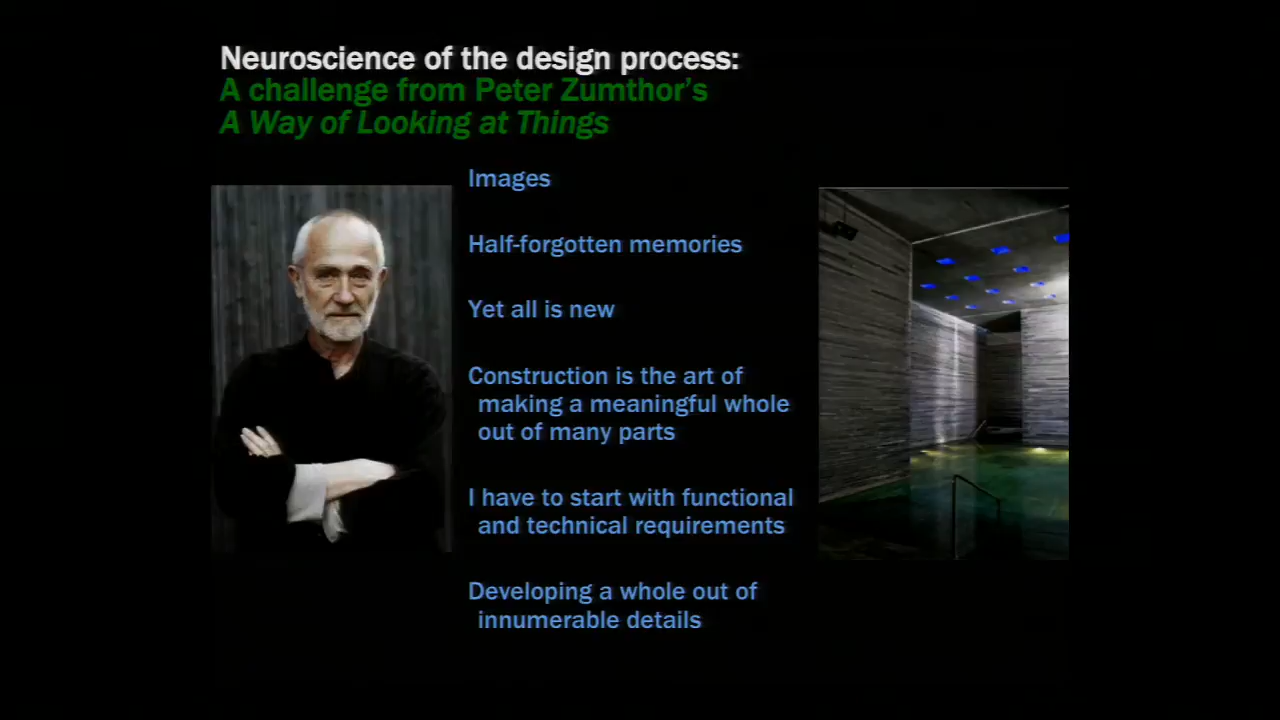 Neuroscience of the design process:
A challenge from Peter Zumthor's
A Way of Looking at Things
Images
Half-forgotten memories
Yet all is new
Construction is the art of
making a meaningful whole
out of many parts
I have to start with functional
and technical requirements
Developing a whole out of
innumerable details